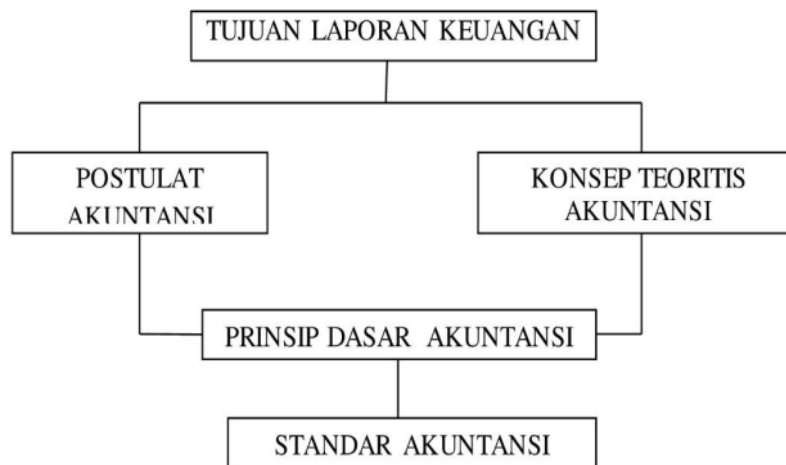 TUJUAN LAPORAN KEUANGAN
POSTULAT
AKUNTANSI
KONSEP TEORITIS
AKUNTANSI
PRINSIP DASAR AKUNTANSI
STANDAR AKUNTANSI